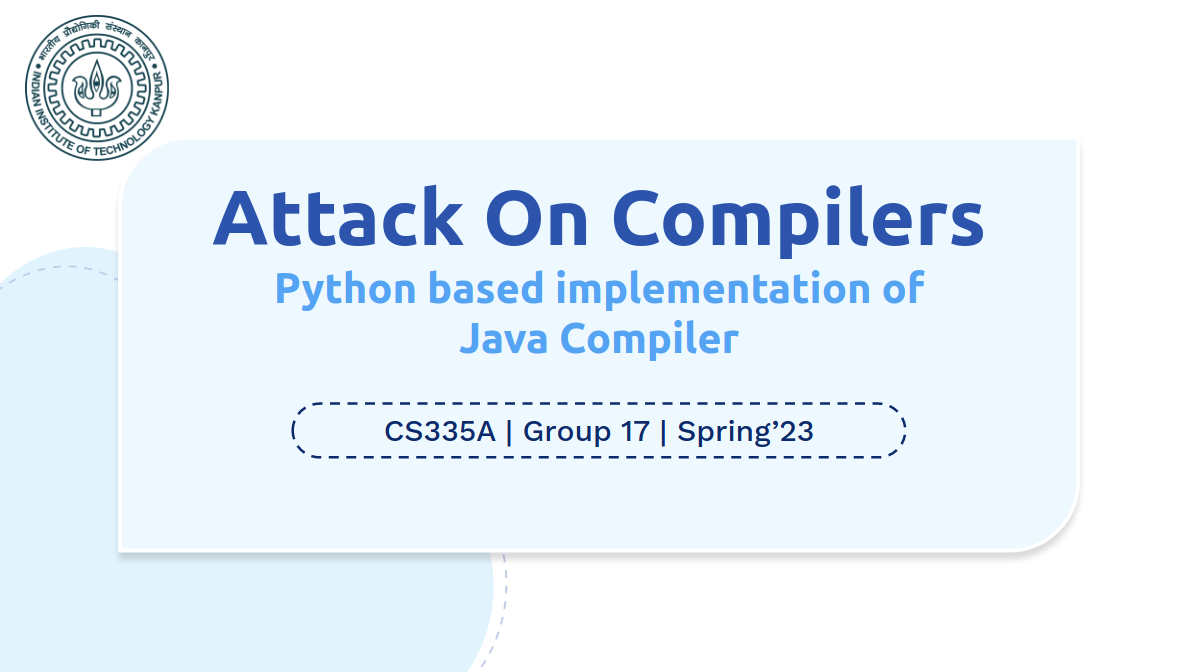 भारतीय प्रौद्योगिकी संस्थान कानपुर
INDIAN INSTITUTE OF TECHNOLOGY KANPUR
Attack On Compilers
Python based implementation of
Java Compiler
CS335A | Group 17 | Spring’23